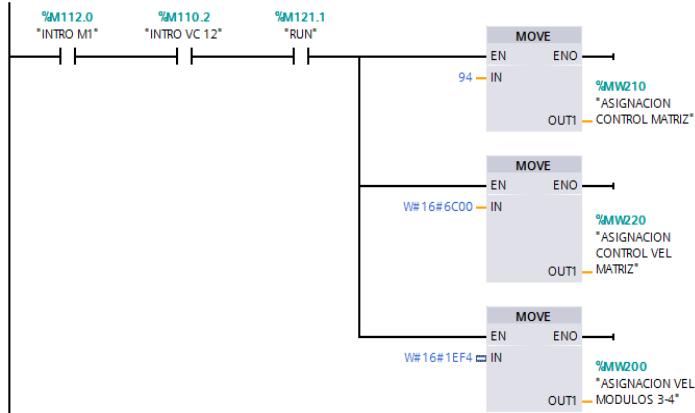 %M112.0
"INTRO M1"
%M110.2
"INTRO VC 12"
%M121.1
"RUN"
MOVE
EN
ENO
94
IN
%MW210
"ASIGNACION
CONTROL MATRIZ"
OUT1
MOVE
EN
ENO
W#16#6C00
IN
%MW220
"ASIGNACION
CONTROL VEL
MATRIZ"
OUT1
MOVE
EN
ENO
W#16#1EF4
IN
%MW200
"ASIGNACION VEL
MODULOS 3-4"
OUT1